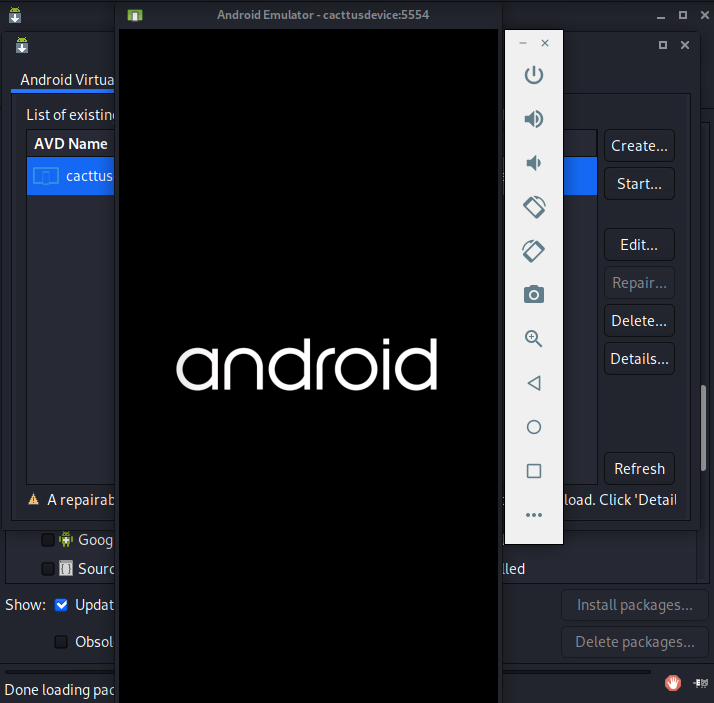 Android Emulator - cacttusdevice:5554
Android Virtua
List of existin
AVD Name
Create...
cacttus
Start...
Edit...
Repair...
Delete...
android
Details...
Refresh
A repairab
load. Click 'Detail
Goog
Sourc
lled
Show:
Updat
Install packages...
Obsol
Delete packages...
Done loading pac